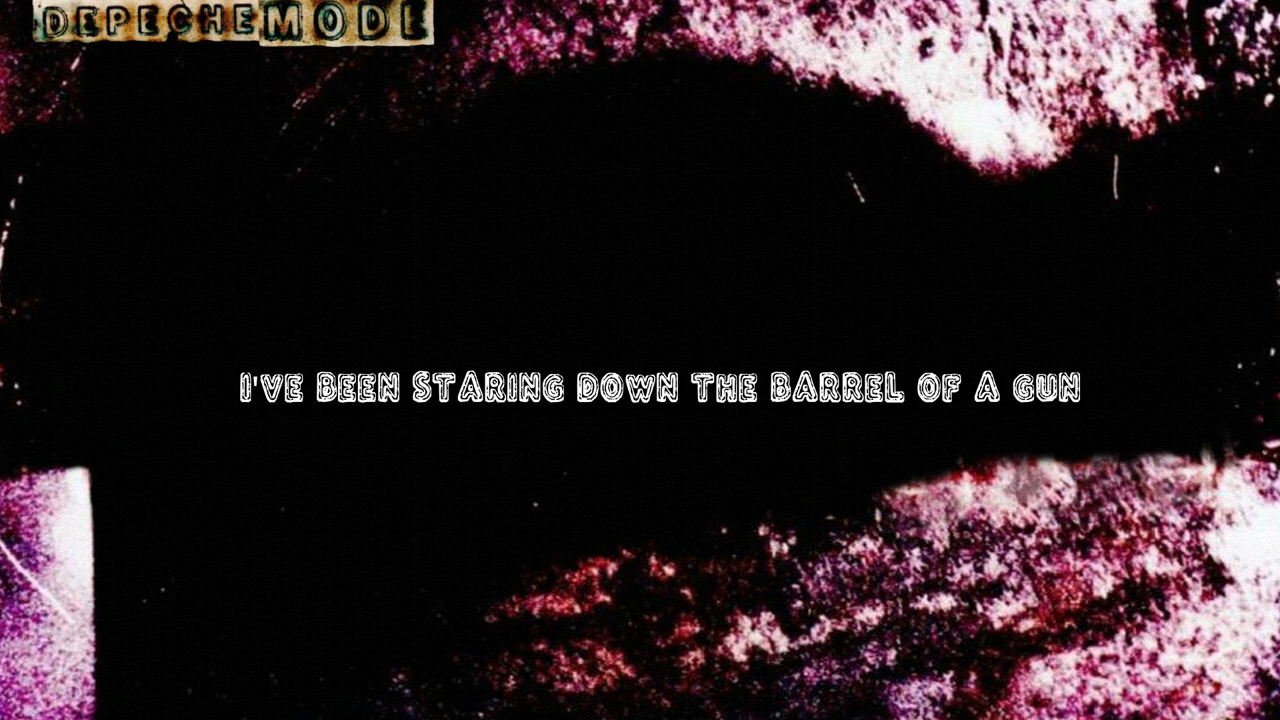 DEPECHE MODE
I'VE BEEN STARING DOWN THE BARREL OF A GUN